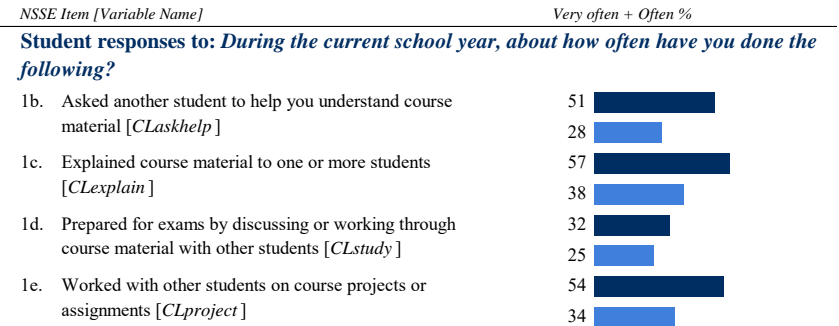 NSSE Item [Variable Name] Very often + Often %
Student responses to: During the current school year, about how often have you done the
following?
1b. Asked another student to help you understand course 51
material [CLaskhelp ] 28
1c. Explained course material to one or more students 57
[CLexplain ] 38
1d. Prepared for exams by discussing or working through 32
course material with other students [CLstudy ] 25
1e. Worked with other students on course projects or 54
assignments [CLproject ] 34